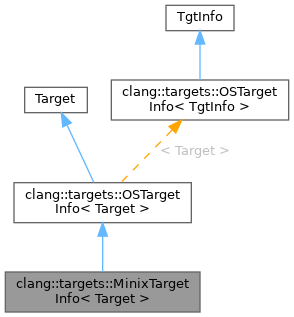 TgtInfo
Target
clang::targets::OSTarget
Info< TgtInfo >
< Target >
clang::targets::OSTarget
Info< Target >
clang::targets::MinixTarget
Info< Target >